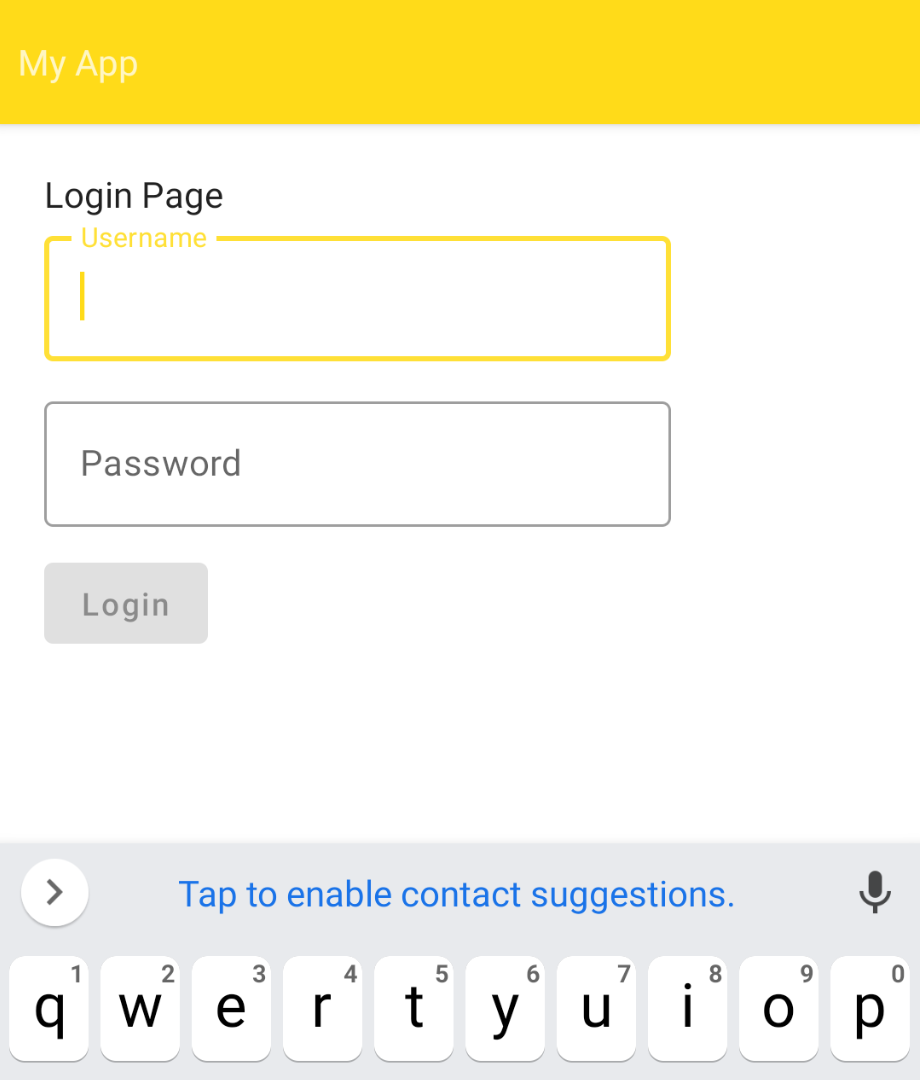 My App
Login Page
Username
Password
Login
Tap to enable contact suggestions.
1 2 3 4 5 6 7 8 9 0
q w e r t y u i o p